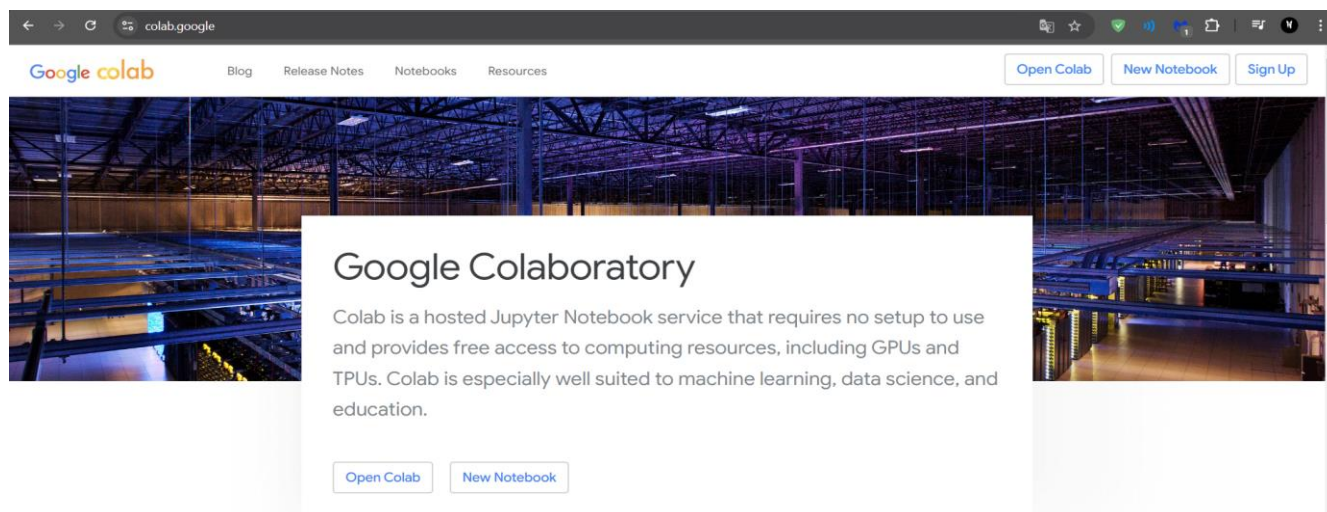 colab.google
1
Google colab
Blog Release Notes Notebooks Resources
Open Colab New Notebook Sign Up
Google Colaboratory
Colab is a hosted Jupyter Notebook service that requires no setup to use
and provides free access to computing resources, including GPUs and
TPUs. Colab is especially well suited to machine learning, data science, and
education.
Open Colab New Notebook